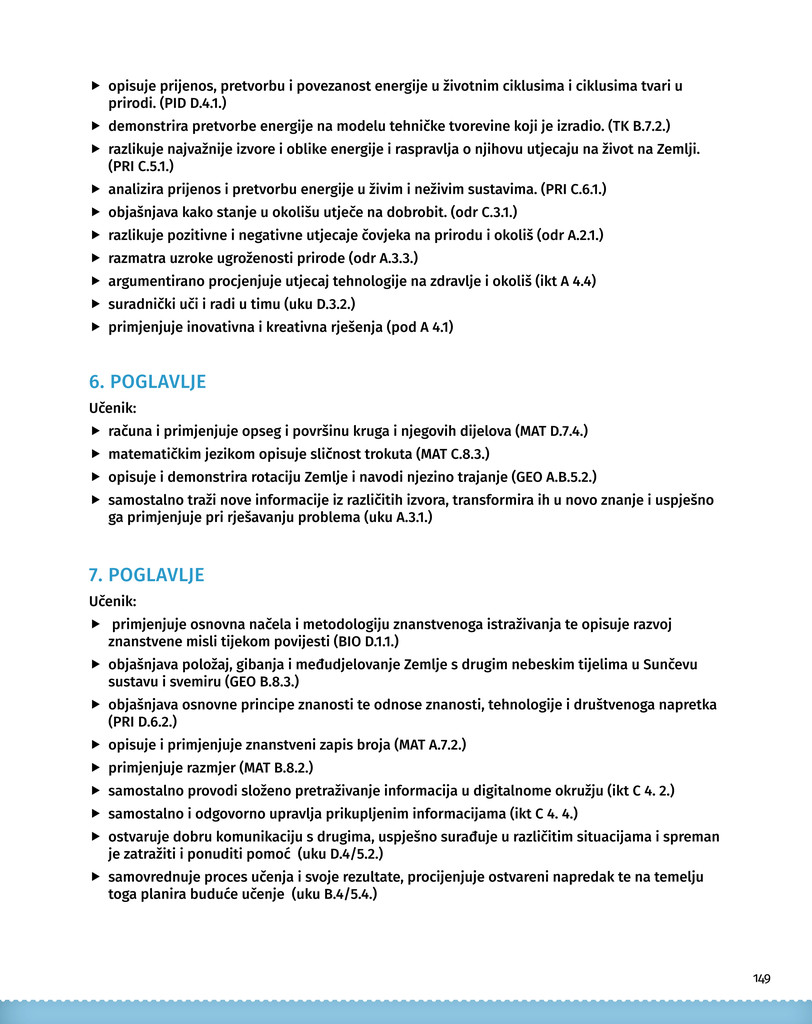 ▶ opisuje prijenos, pretvorbu i povezanost energije u životnim ciklusima i ciklusima tvari u
prirodi. (PID D.4.1.)
▶ demonstrira pretvorbe energije na modelu tehničke tvorevine koji je izradio. (TK B.7.2.)
▶ razlikuje najvažnije izvore i oblike energije i raspravlja o njihovu utjecaju na život na Zemlji.
(PRI C.5.1.)
▶ analizira prijenos i pretvorbu energije u živim i neživim sustavima. (PRI C.6.1.)
▶ objašnjava kako stanje u okolišu utječe na dobrobit. (odr C.3.1.)
▶ razlikuje pozitivne i negativne utjecaje čovjeka na prirodu i okoliš (odr A.2.1.)
▶ razmatra uzroke ugroženosti prirode (odr A.3.3.)
▶ argumentirano procjenjuje utjecaj tehnologije na zdravlje i okoliš (ikt A 4.4)
▶ suradnički uči i radi u timu (uku D.3.2.)
▶ primjenjuje inovativna i kreativna rješenja (pod A 4.1)
6. POGLAVLJE
Učenik:
▶ računa i primjenjuje opseg i površinu kruga i njegovih dijelova (MAT D.7.4.)
▶ matematičkim jezikom opisuje sličnost trokuta (MAT C.8.3.)
▶ opisuje i demonstrira rotaciju Zemlje i navodi njezino trajanje (GEO A.B.5.2.)
▶ samostalno traži nove informacije iz različitih izvora, transformira ih u novo znanje i uspješno
ga primjenjuje pri rješavanju problema (uku A.3.1.)
7. POGLAVLJE
Učenik:
▶ primjenjuje osnovna načela i metodologiju znanstvenoga istraživanja te opisuje razvoj
znanstvene misli tijekom povijesti (BIO D.1.1.)
▶ objašnjava položaj, gibanja i međudjelovanje Zemlje s drugim nebeskim tijelima u Sunčevu
sustavu i svemiru (GEO B.8.3.)
▶ objašnjava osnovne principe znanosti te odnose znanosti, tehnologije i društvenoga napretka
(PRI D.6.2.)
▶ opisuje i primjenjuje znanstveni zapis broja (MAT A.7.2.)
▶ primjenjuje razmjer (MAT B.8.2.)
▶ samostalno provodi složeno pretraživanje informacija u digitalnome okružju (ikt C 4. 2.)
▶ samostalno i odgovorno upravlja prikupljenim informacijama (ikt C 4. 4.)
▶ ostvaruje dobru komunikaciju s drugima, uspješno surađuje u različitim situacijama i spreman
je zatražiti i ponuditi pomoć (uku D.4/5.2.)
▶ samovrednuje proces učenja i svoje rezultate, procijenjuje ostvareni napredak te na temelju
toga planira buduće učenje (uku B.4/5.4.)
149